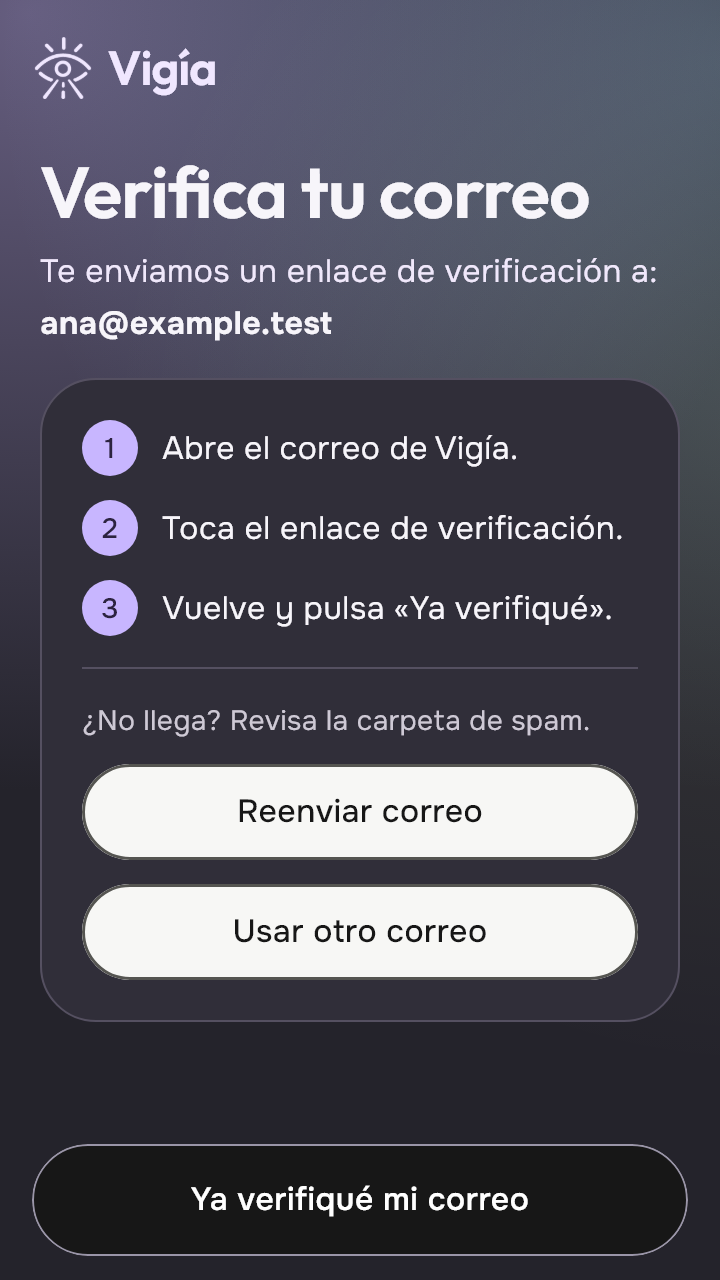 Vigía
Verifica tu correo
Te enviamos un enlace de verificación a:
ana@example.test
1 Abre el correo de Vigía.
2 Toca el enlace de verificación.
3 Vuelve y pulsa «Ya verifiqué».
¿No llega? Revisa la carpeta de spam.
Reenviar correo
Usar otro correo
Ya verifiqué mi correo